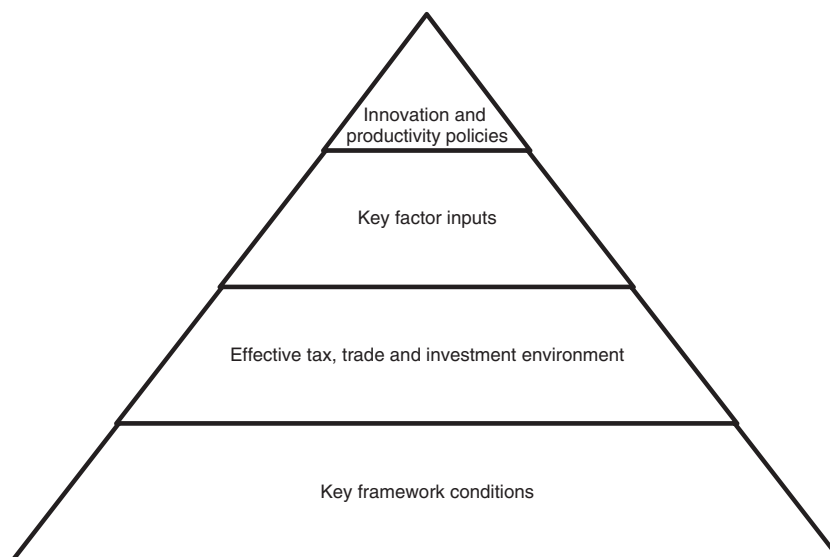 Innovation and
productivity policies
Key factor inputs
Effective tax, trade and investment environment
Key framework conditions